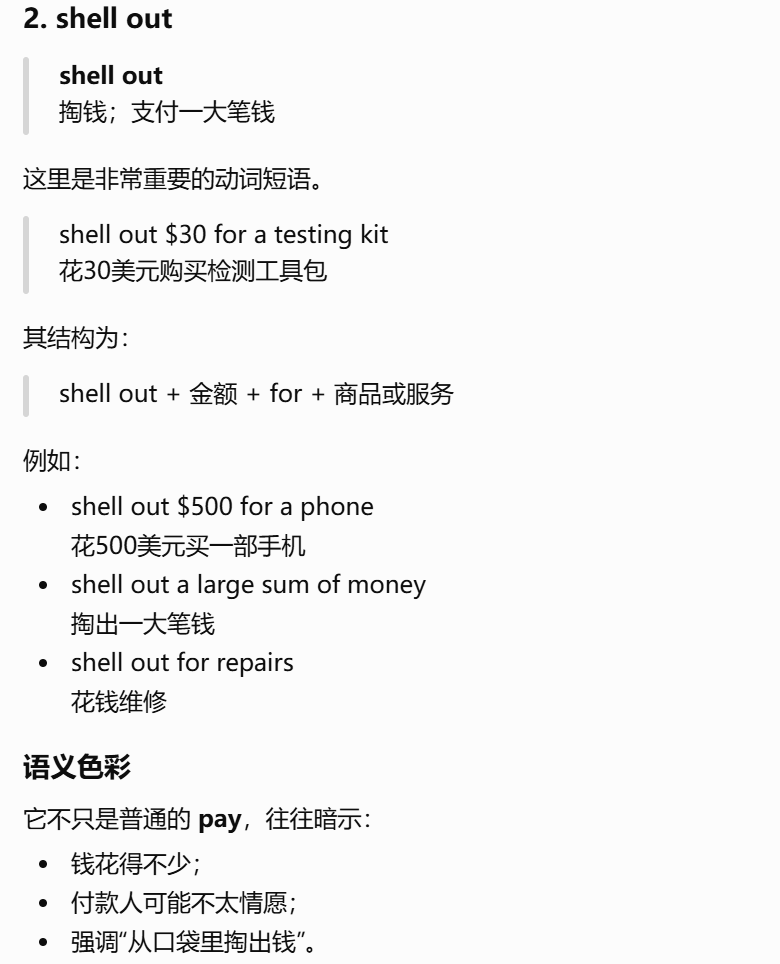 2. shell out
shell out
掏钱；支付一大笔钱
这里是非常重要的动词短语。
shell out $30 for a testing kit
花30美元购买检测工具包
其结构为：
shell out + 金额 + for + 商品或服务
例如：
• shell out $500 for a phone
花500美元买一部手机
• shell out a large sum of money
掏出一大笔钱
• shell out for repairs
花钱维修
语义色彩
它不只是普通的 pay，往往暗示：
• 钱花得不少；
• 付款人可能不太情愿；
• 强调“从口袋里掏出钱”。